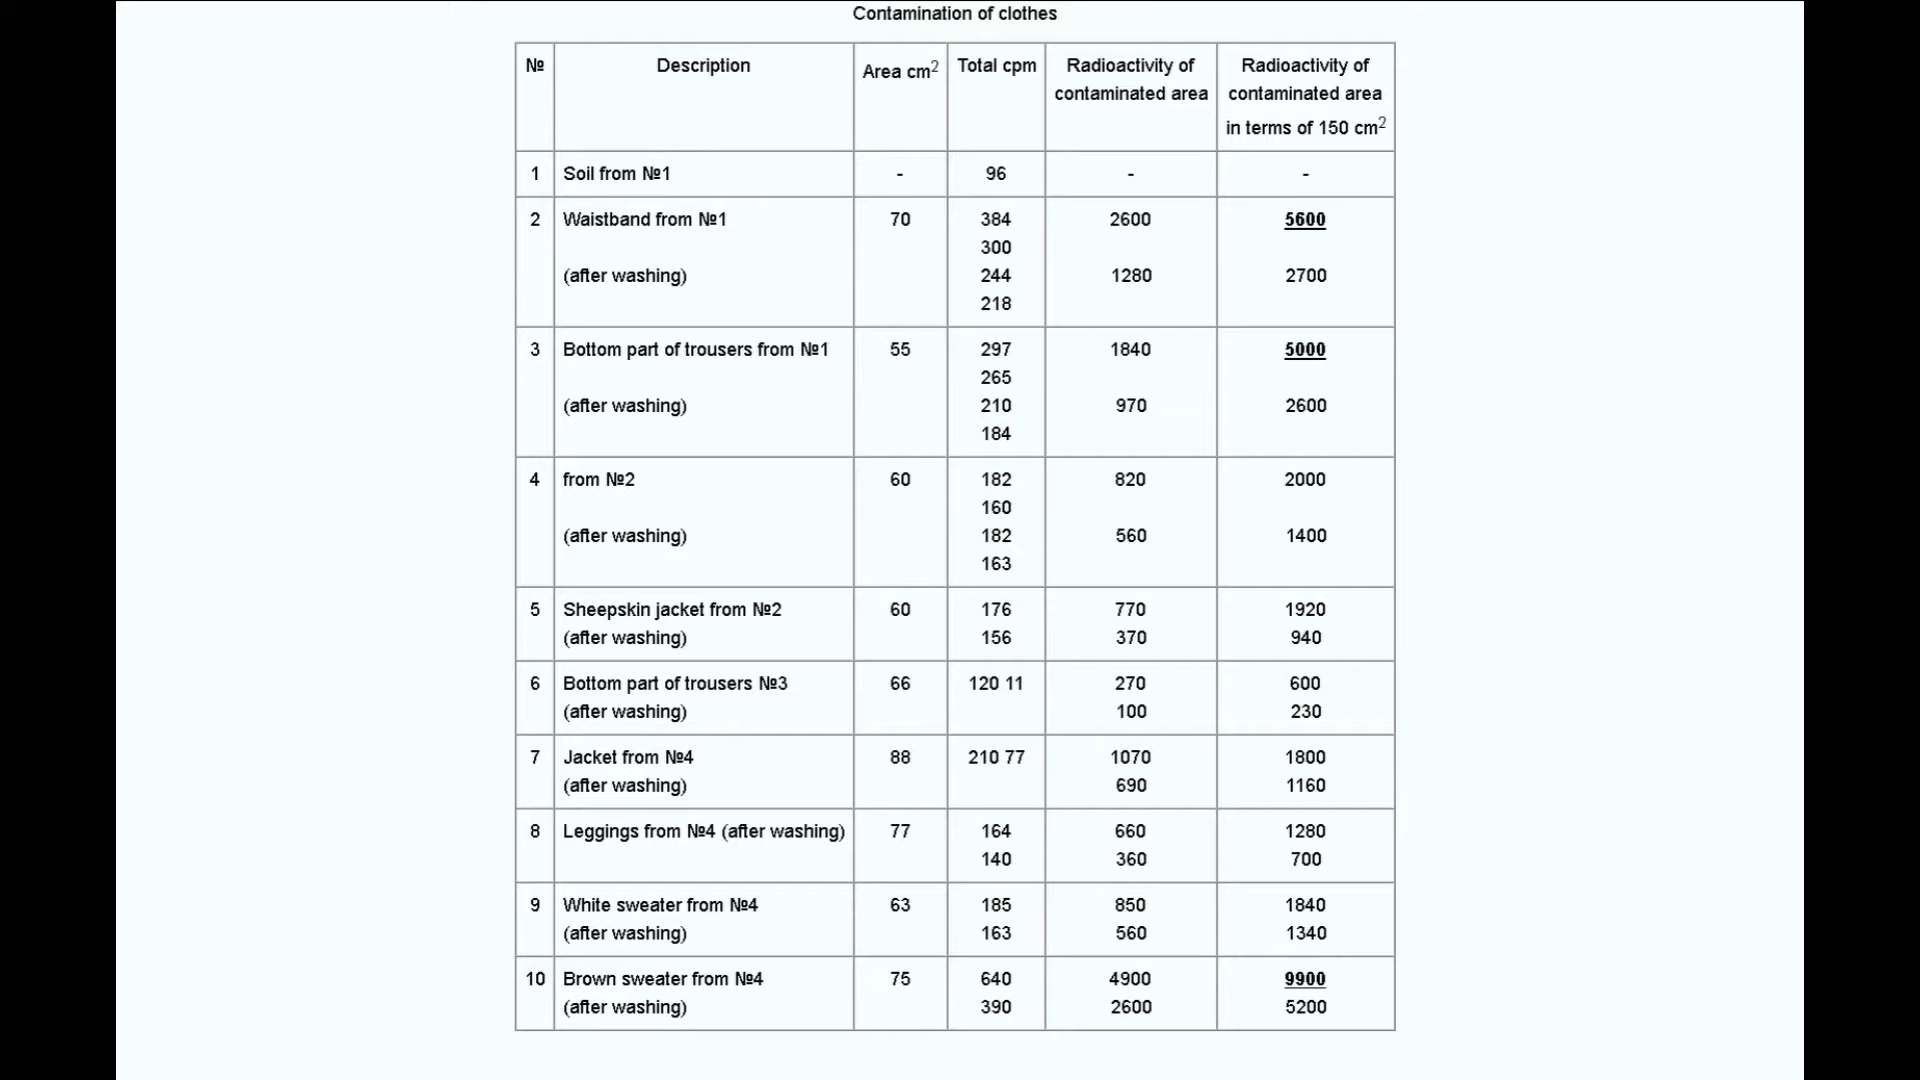 Contamination of clothes
№ Description Area cm2 Total cpm Radioactivity of contaminated area Radioactivity of contaminated area in terms of 150 cm2
1 Soil from №1 - 96 - -
2 Waistband from №1 70 384 2600 5600
300
(after washing) 244 1280 2700
218
3 Bottom part of trousers from №1 55 297 1840 5000
265
(after washing) 210 970 2600
184
4 from №2 60 182 820 2000
160
(after washing) 182 560 1400
163
5 Sheepskin jacket from №2 60 176 770 1920
(after washing) 156 370 940
6 Bottom part of trousers №3 66 120 11 270 600
(after washing) 100 230
7 Jacket from №4 88 210 77 1070 1800
(after washing) 690 1160
8 Leggings from №4 (after washing) 77 164 660 1280
140 360 700
9 White sweater from №4 63 185 850 1840
(after washing) 163 560 1340
10 Brown sweater from №4 75 640 4900 9900
(after washing) 390 2600 5200